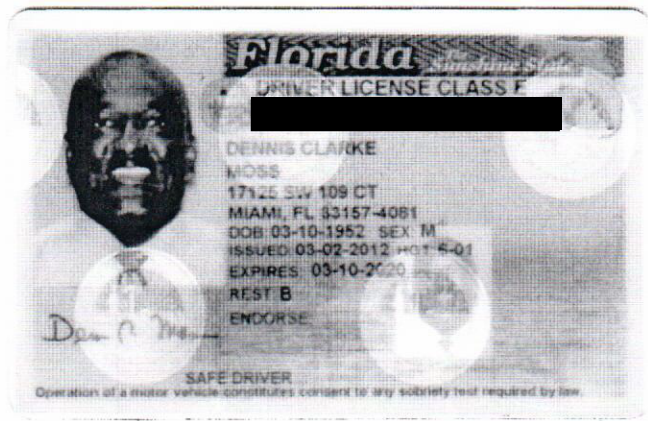 Florida
The Sunshine State
DRIVER LICENSE CLASS E
DENNIS CLARKE
MOSS
17125 SW 109 CT
MIAMI, FL 33157-4081
DOB: 03-10-1952 SEX: M
ISSUED: 03-02-2012 HGT: 6-01
EXPIRES: 03-10-2020
REST: B
ENDORSE:
SAFE DRIVER
Operation of a motor vehicle constitutes consent to any sobriety test required by law.